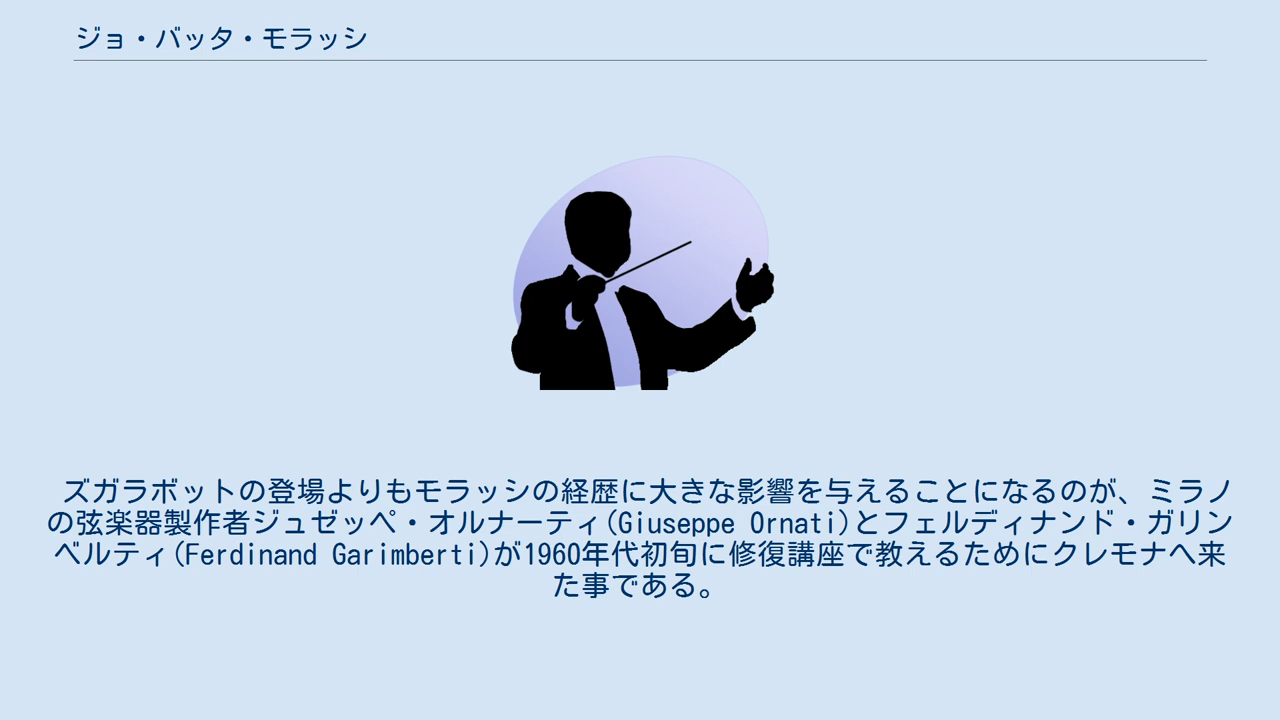 ジョ・バッタ・モラッシ
ズガラボットの登場よりもモラッシの経歴に大きな影響を与えることになるのが、ミラノ
の弦楽器製作者ジュゼッペ・オルナーティ(Giuseppe Ornati)とフェルディナンド・ガリン
ベルティ(Ferdinand Garimberti)が1960年代初旬に修復講座で教えるためにクレモナへ来
た事である。